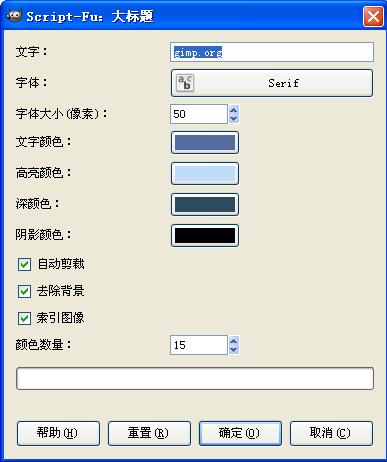 Script-Fu: 大标题
文字： gimp.org
字体： Serif
字体大小(像素)： 50
文字颜色：
高亮颜色：
深颜色：
阴影颜色：
自动剪裁
去除背景
索引图像
颜色数量： 15
帮助(H) 重置(R) 确定(O) 取消(C)